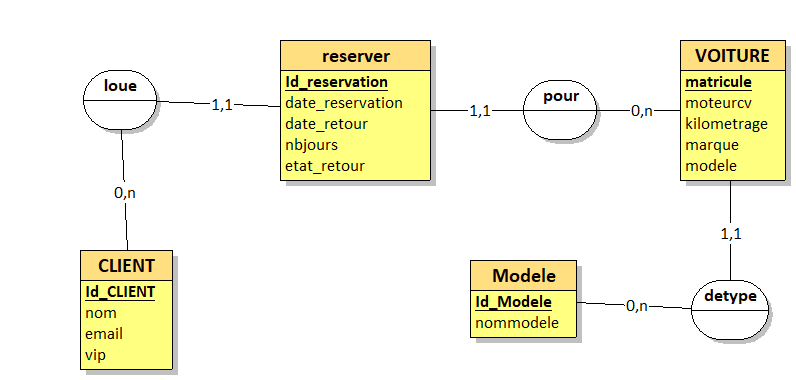 loue
1,1
0,n
reserver
Id_reservation
date_reservation
date_retour
nbjours
etat_retour
1,1
pour
0,n
VOITURE
matricule
moteurcv
kilometrage
marque
modele
1,1
CLIENT
Id_CLIENT
nom
email
vip
Modele
Id_Modele
nommodele
0,n
detype